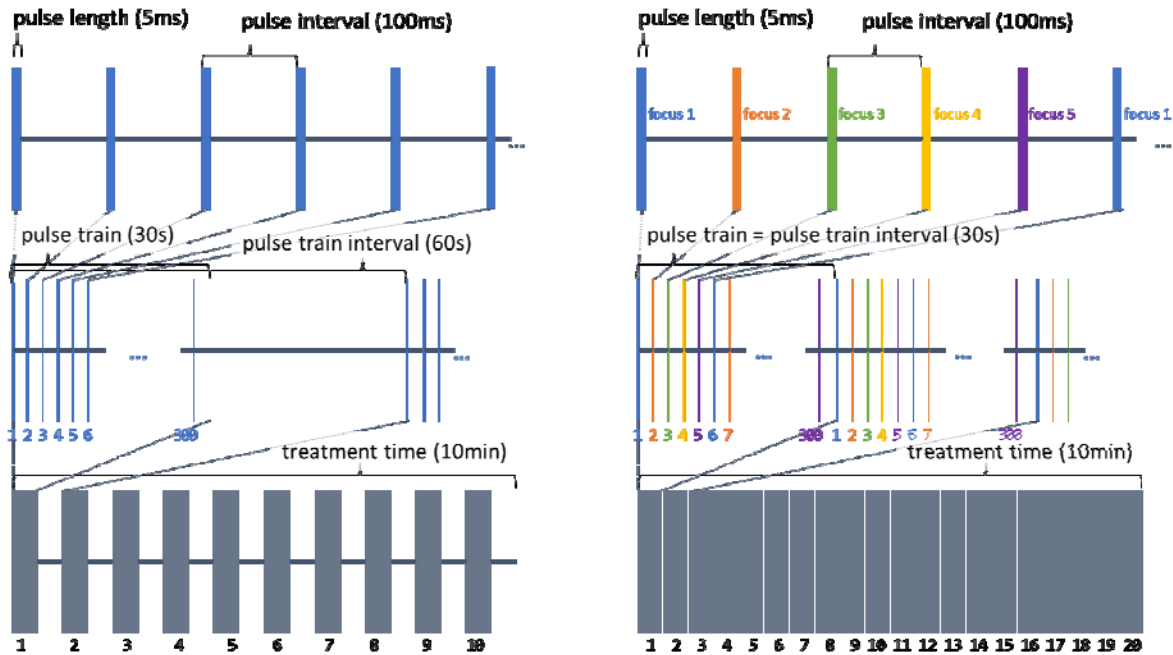 pulse length (5ms)
pulse interval (100ms)
...
pulse train (30s)
pulse train interval (60s)
... ...
1 2 3 4 5 6 300
treatment time (10min)
1 2 3 4 5 6 7 8 9 10
pulse length (5ms)
pulse interval (100ms)
focus 1 focus 2 focus 3 focus 4 focus 5 focus 1
...
pulse train = pulse train interval (30s)
... ... ...
1 2 3 4 5 6 7 300 1 2 3 4 5 6 7 300
treatment time (10min)
1 2 3 4 5 6 7 8 9 10 11 12 13 14 15 16 17 18 19 20